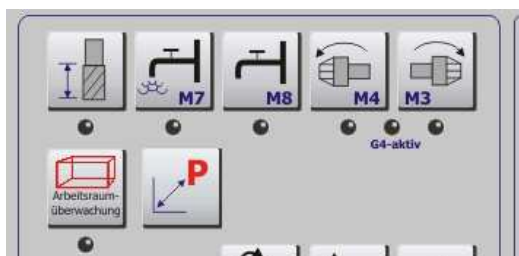 M7
M8
M4
M3
G4-aktiv
Arbeitsraum-
überwachung
P